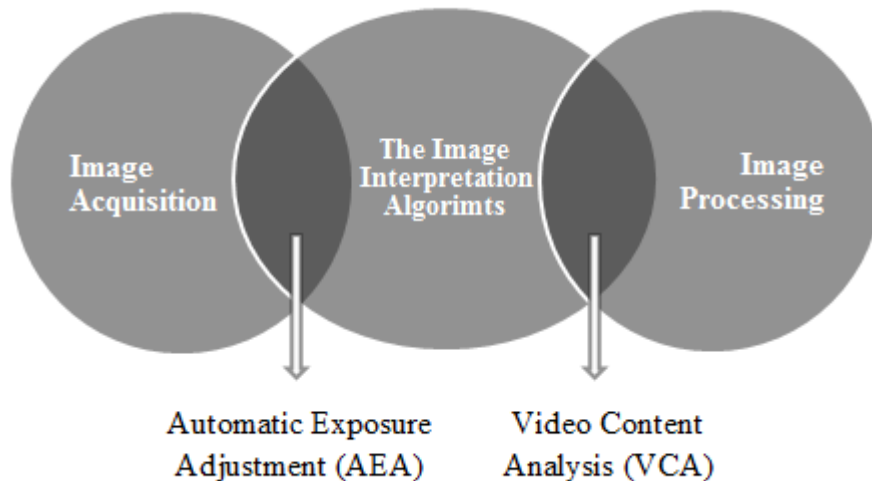 Image
Acquisition
The Image
Interpretation
Algorimts
Image
Processing
Automatic Exposure
Adjustment (AEA)
Video Content
Analysis (VCA)